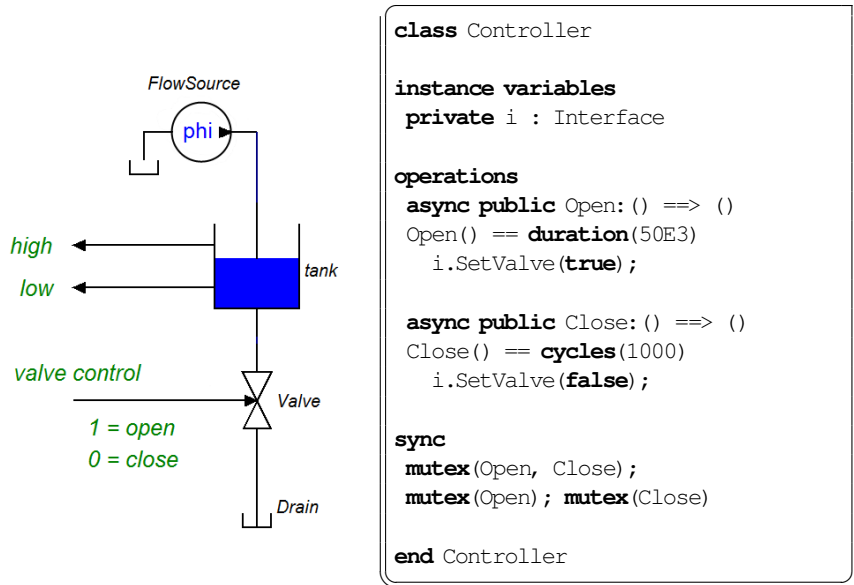 FlowSource
phi
high
low
tank
valve control
1 = open
0 = close
Valve
Drain
class Controller
instance variables
private i : Interface
operations
async public Open:() ==> ()
Open() == duration(50E3)
i.SetValve(true);
async public Close:() ==> ()
Close() == cycles(1000)
i.SetValve(false);
sync
mutex(Open, Close);
mutex(Open); mutex(Close)
end Controller